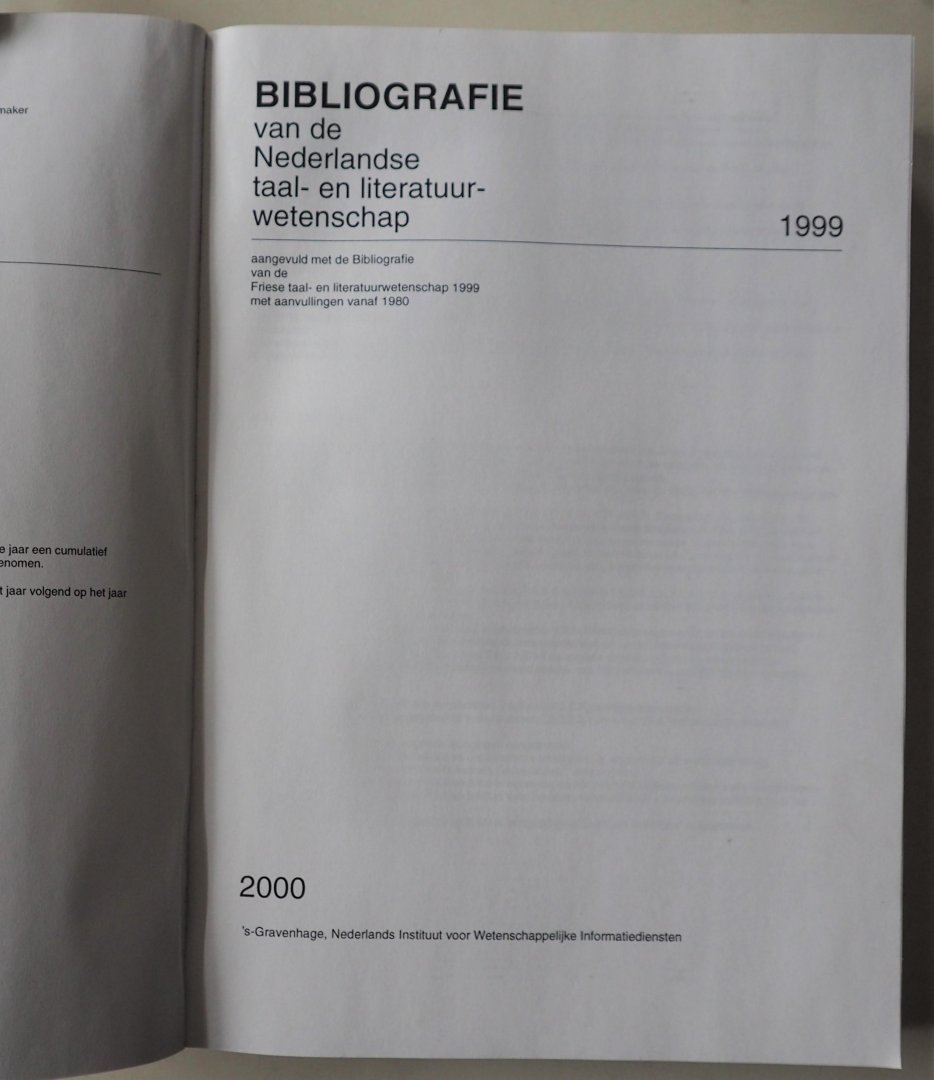 maker
e jaar een cumulatief
enomen.
t jaar volgend op het jaar
BIBLIOGRAFIE
van de
Nederlandse
taal- en literatuur-
wetenschap
1999
aangevuld met de Bibliografie
van de
Friese taal- en literatuurwetenschap 1999
met aanvullingen vanaf 1980
2000
's-Gravenhage, Nederlands Instituut voor Wetenschappelijke Informatiediensten